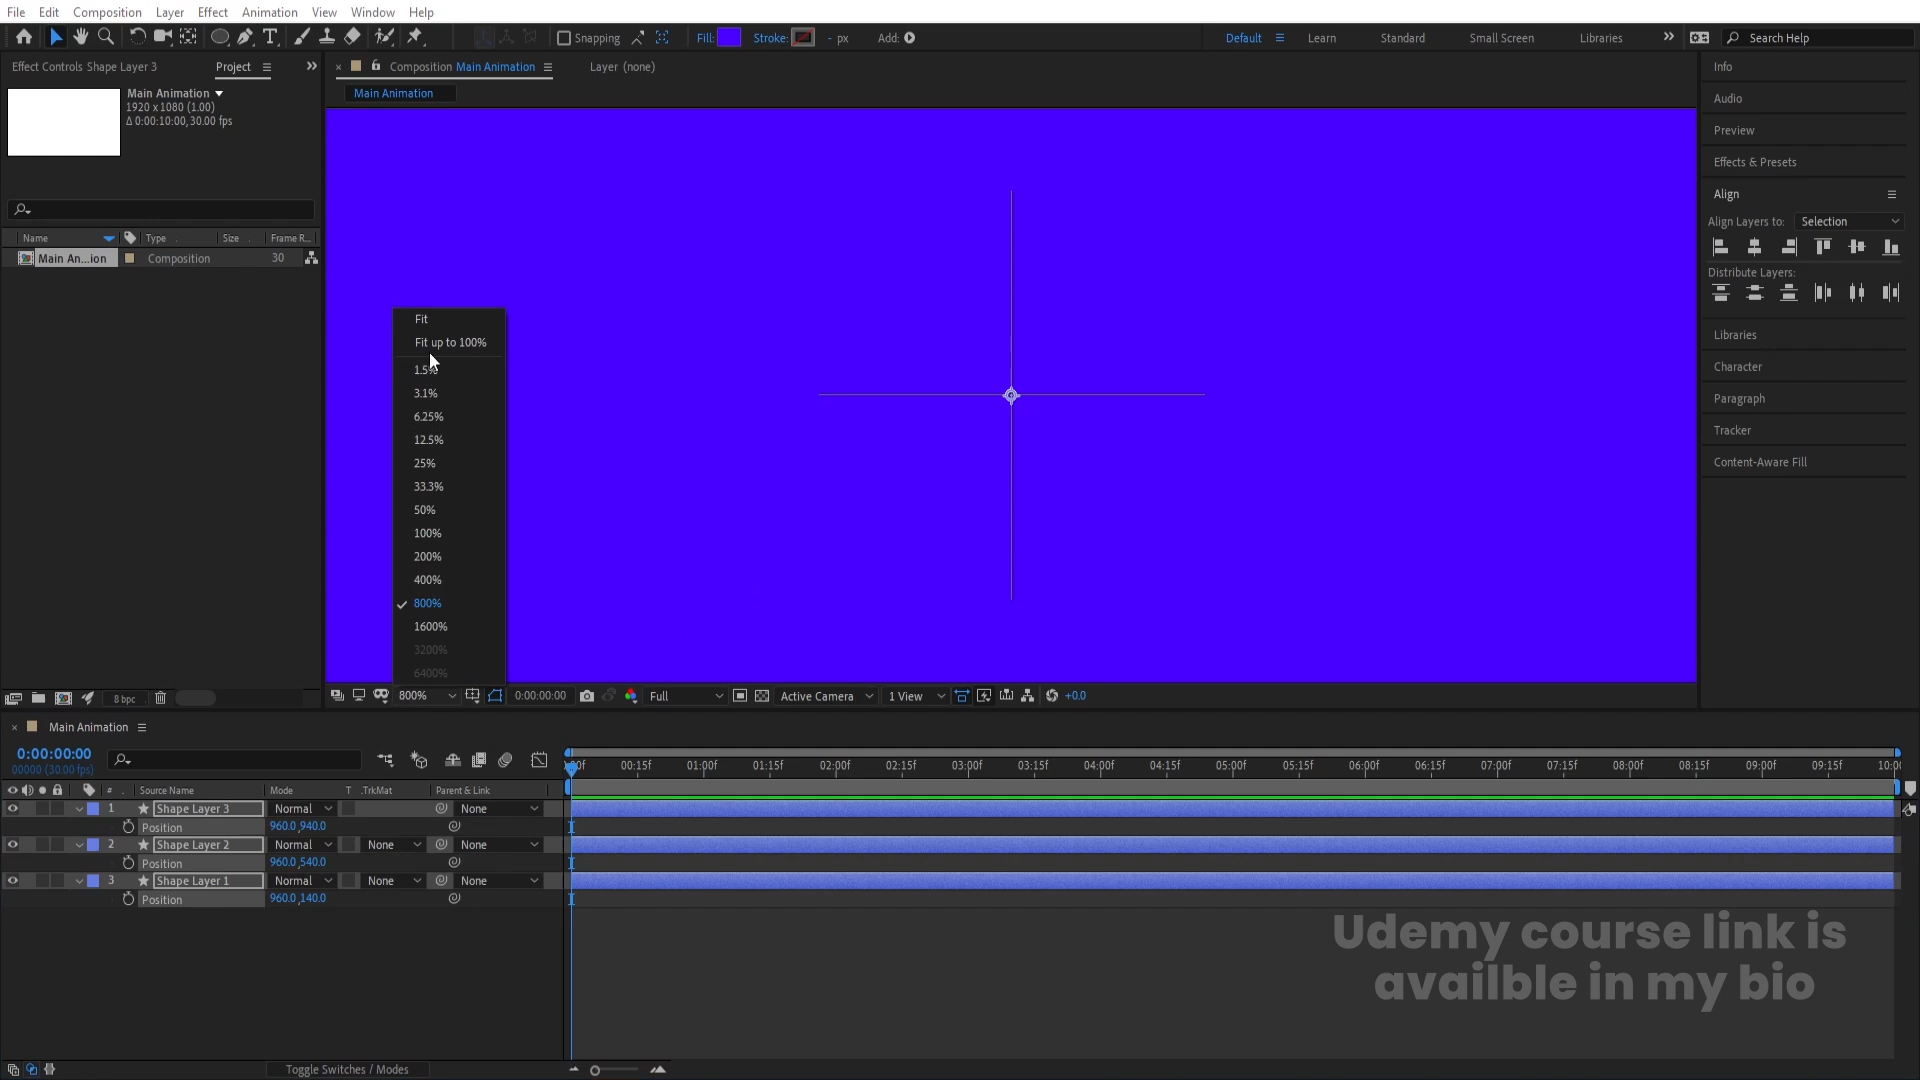 File Edit Composition Layer Effect Animation View Window Help
Snapping Fill: Stroke: - px Add: Default Learn Standard Small Screen Libraries Search Help
Effect Controls Shape Layer 3 Project
Composition Main Animation Layer (none)
Main Animation
Main Animation
1920 x 1080 (1.00)
Δ 0:00:10:00, 30.00 fps
Name Type Size Frame R...
Main An...ion Composition 30
Fit
Fit up to 100%
1.5%
3.1%
6.25%
12.5%
25%
33.3%
50%
100%
200%
400%
800%
1600%
3200%
6400%
Info
Audio
Preview
Effects & Presets
Align
Align Layers to: Selection
Distribute Layers:
Libraries
Character
Paragraph
Tracker
Content-Aware Fill
8 bpc
800% 0:00:00:00 Full Active Camera 1 View +0.0
Main Animation
0:00:00:00
00000 (30.00 fps)
:00f 00:15f 01:00f 01:15f 02:00f 02:15f 03:00f 03:15f 04:00f 04:15f 05:00f 05:15f 06:00f 06:15f 07:00f 07:15f 08:00f 08:15f 09:00f 09:15f 10:00
# Source Name Mode T .TrkMat Parent & Link
1 Shape Layer 3 Normal None
Position 960.0,940.0
2 Shape Layer 2 Normal None None
Position 960.0,540.0
3 Shape Layer 1 Normal None None
Position 960.0,140.0
Udemy course link is
availble in my bio
Toggle Switches / Modes